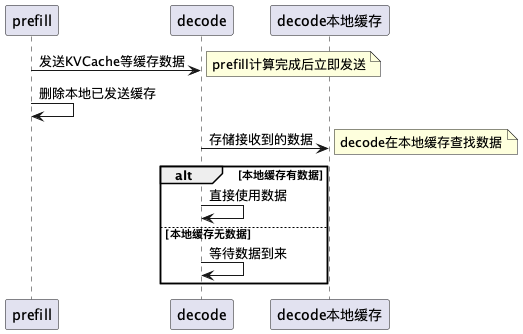 prefill decode decode本地缓存
发送KVCache等缓存数据 prefill计算完成后立即发送
删除本地已发送缓存
存储接收到的数据 decode在本地缓存查找数据
alt [本地缓存有数据]
直接使用数据
[本地缓存无数据]
等待数据到来
prefill decode decode本地缓存